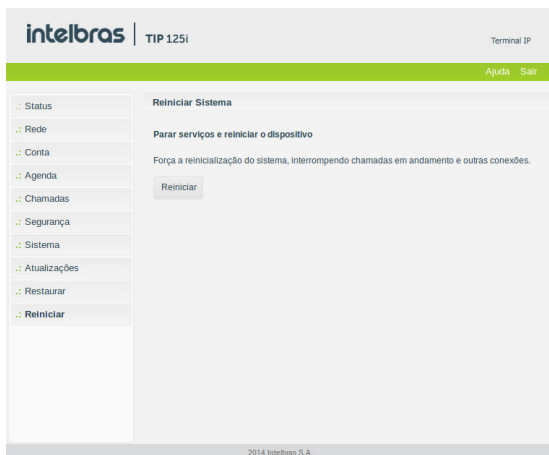 intelbras | TIP 125i
Terminal IP
Ajuda Sair
.: Status
.: Rede
.: Conta
.: Agenda
.: Chamadas
.: Segurança
.: Sistema
.: Atualizações
.: Restaurar
.: Reiniciar
Reiniciar Sistema
Parar serviços e reiniciar o dispositivo
Força a reinicialização do sistema, interrompendo chamadas em andamento e outras conexões.
Reiniciar
2014 Intelbras S.A.